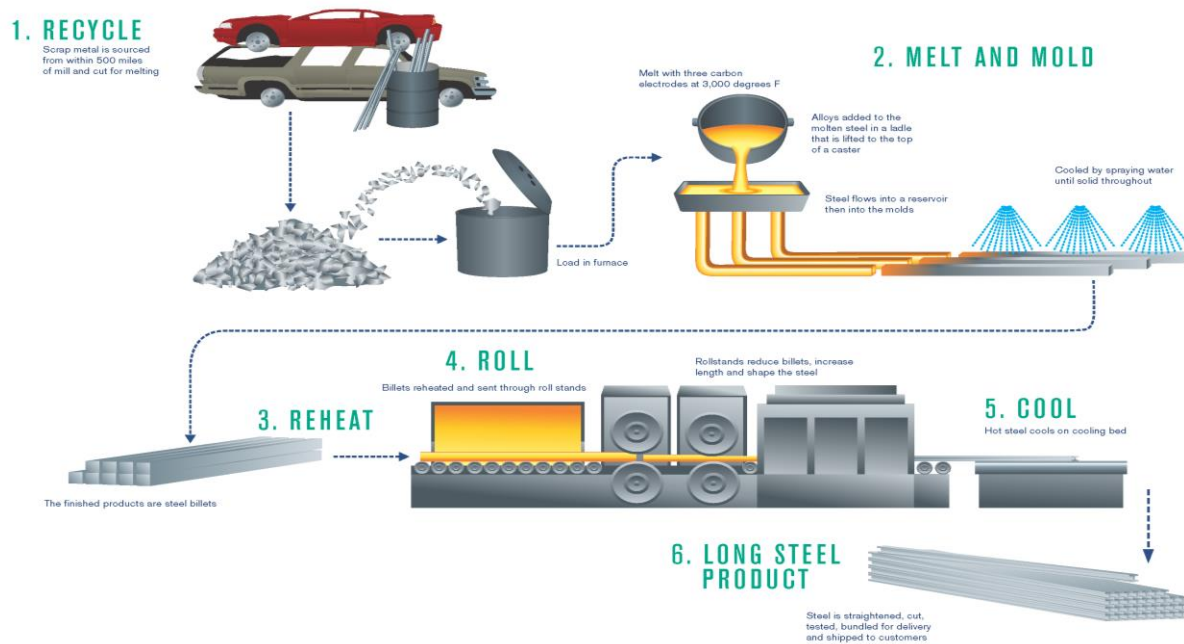 1. RECYCLE
Scrap metal is sourced
from within 500 miles
of mill and cut for melting
2. MELT AND MOLD
Melt with three carbon
electrodes at 3,000 degrees F
Alloys added to the
molten steel in a ladle
that is lifted to the top
of a caster
Cooled by spraying water
until solid throughout
Steel flows into a reservoir
then into the molds
Load in furnace
3. REHEAT
The finished products are steel billets
4. ROLL
Billets reheated and sent through roll stands
Rollstands reduce billets, increase
length and shape the steel
5. COOL
Hot steel cools on cooling bed
6. LONG STEEL
PRODUCT
Steel is straightened, cut,
tested, bundled for delivery
and shipped to customers